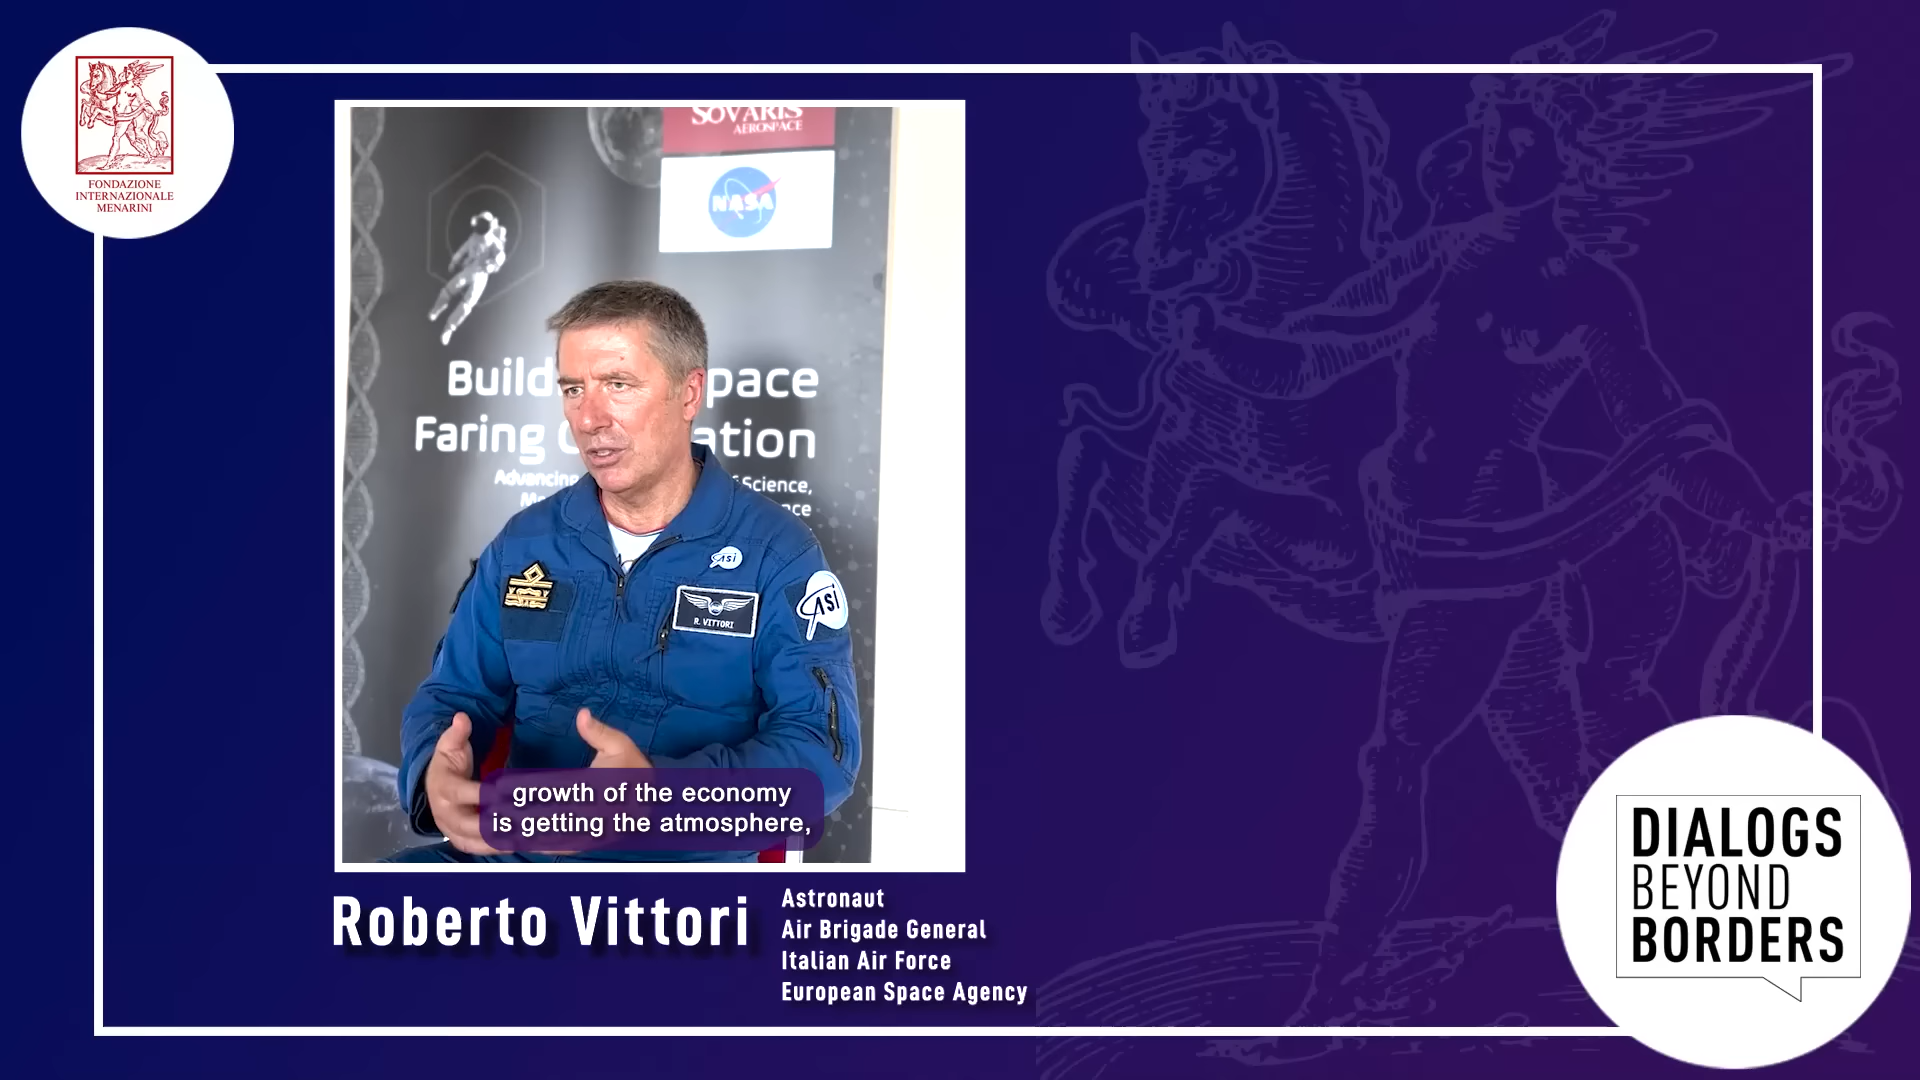 FONDAZIONE
INTERNAZIONALE
MENARINI
SOVARIS
AEROSPACE
NASA
Build pace
Faring C ation
Advancing f Science,
asi
asi
R. VITTORI
growth of the economy
is getting the atmosphere,
Roberto Vittori
Astronaut
Air Brigade General
Italian Air Force
European Space Agency
DIALOGS
BEYOND
BORDERS